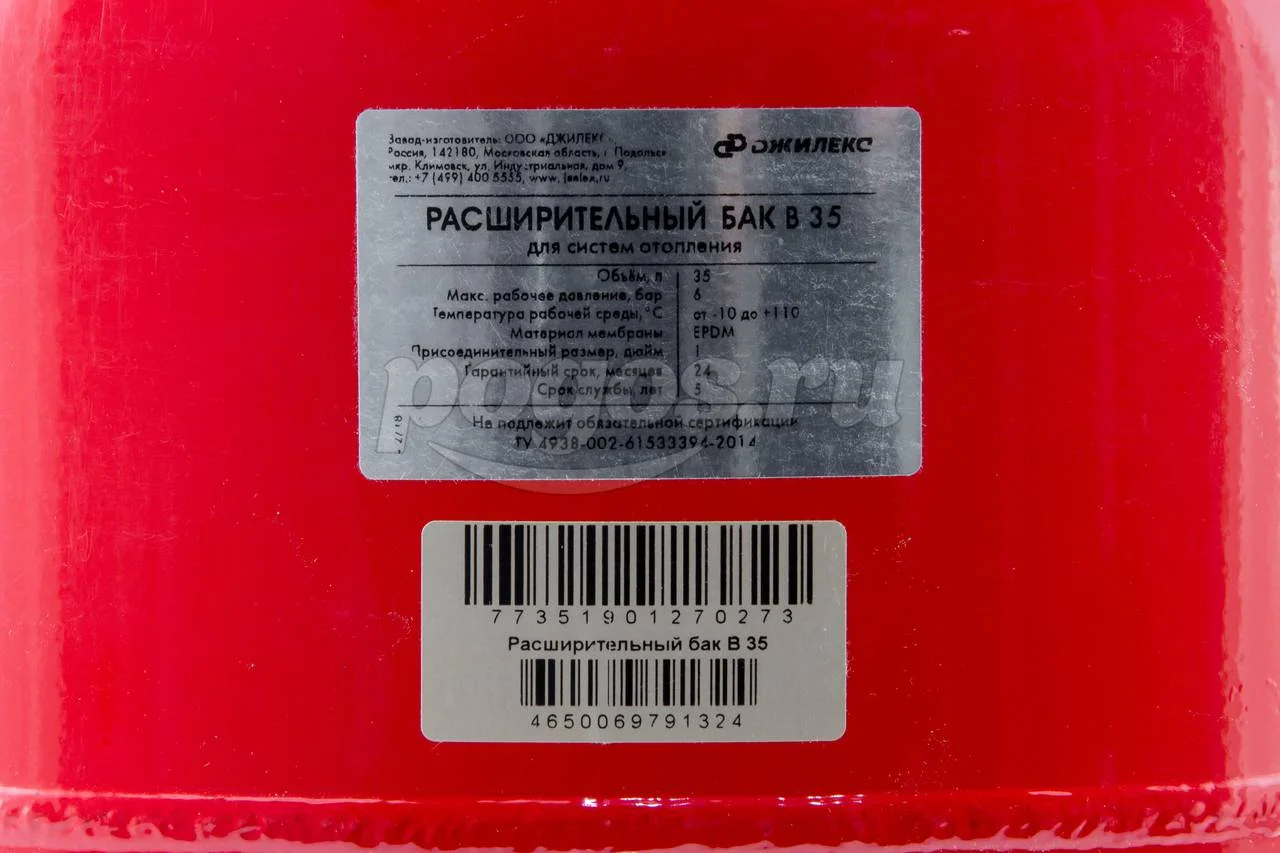 Завод-изготовитель: ООО «ДЖИЛЕКС»,
Россия, 142180, Московская область, г. Подольск
мкр. Климовск, ул. Индустриальная, дом 9,
тел.: +7 (499) 400 5555, www.jeelex.ru
ДЖИЛЕКС
РАСШИРИТЕЛЬНЫЙ БАК В 35
для систем отопления
Объём, л 35
Макс. рабочее давление, бар 6
Температура рабочей среды, °С от -10 до +110
Материал мембраны EPDM
Присоединительный размер, дюйм 1
Гарантийный срок, месяцев 24
Срок службы, лет 5
Не подлежит обязательной сертификации
ТУ 4938-002-61533394-2014
pogos.ru
77351901270273
Расширительный бак В 35
4650069791324